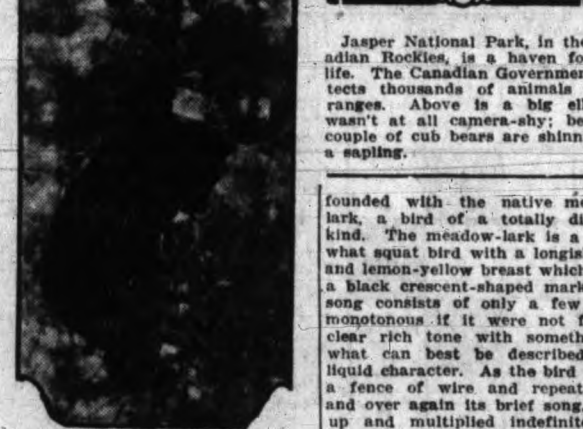 Jasper National Park, in the
adian Rockies, is a haven fo
life. The Canadian Governmen
tects thousands of animals
ranges. Above is a big el
wasn't at all camera-shy; be
couple of cub bears are shinn
a sapling.
founded with the native me
lark, a bird of a totally di
kind. The meadow-lark is a
what squat bird with a longis
and lemon-yellow breast which
a black crescent-shaped mark
song consists of only a few
monotonous if it were not f
clear rich tone with someth
what can best be described
liquid character. As the bird
a fence of wire and repeat
and over again its brief song,
up and multiplied indefinit